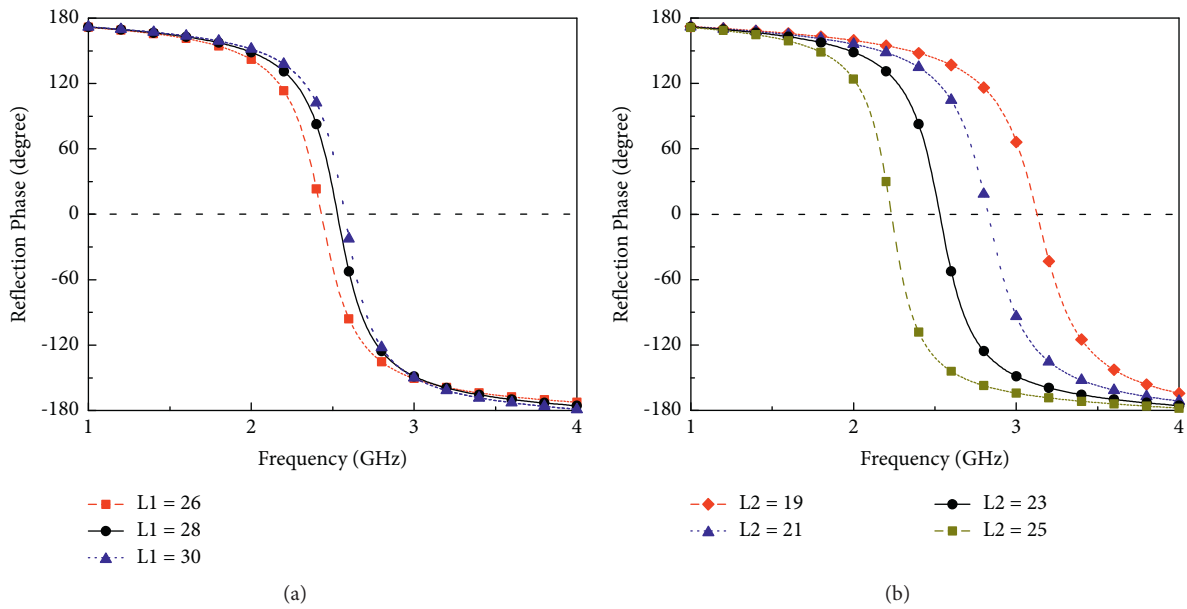 180
120
60
0
-60
-120
-180
Reflection Phase (degree)
1
2
3
4
Frequency (GHz)
L1 = 26
L1 = 28
L1 = 30
(a)
180
120
60
0
-60
-120
-180
Reflection Phase (degree)
1
2
3
4
Frequency (GHz)
L2 = 19
L2 = 21
L2 = 23
L2 = 25
(b)